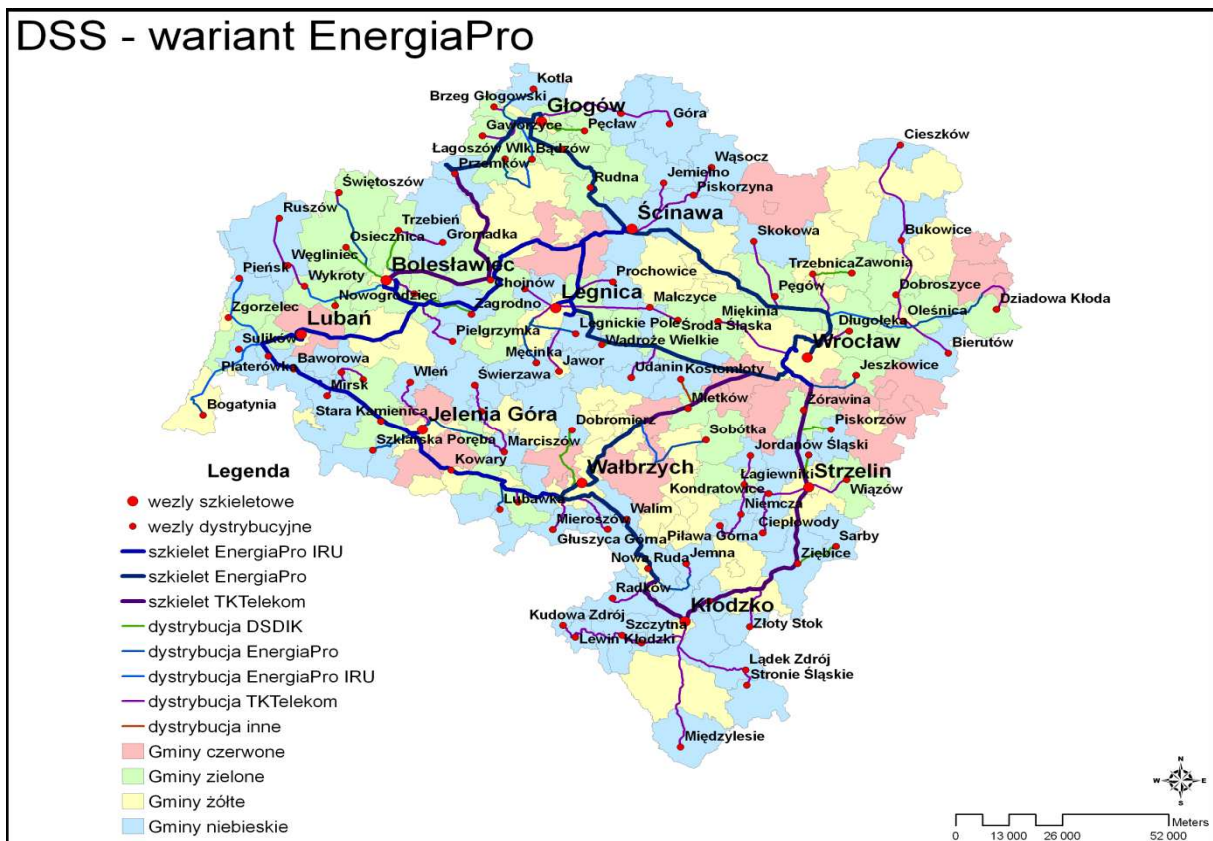 DSS - wariant EnergiaPro
Kotla
Brzeg Głogowski
Głogów
Gaworzyce
Pęcław
Góra
Cieszków
Łagoszów Wlk.
Bądzów
Przemków
Wąsocz
Jemielno
Piskorzyna
Rudna
Świętoszów
Ruszów
Trzebień
Ścinawa
Osiecznica
Gromadka
Skokowa
Bukowice
Węgliniec
Pieńsk
Wykroty
Bolesławiec
Chojnów
Prochowice
Trzebnica
Zawonia
Nowogrodziec
Legnica
Pęgów
Dobroszyce
Dziadowa Kłoda
Zgorzelec
Zagrodno
Malczyce
Miękinia
Oleśnica
Lubań
Legnickie Pole
Środa Śląska
Długołęka
Sulików
Pielgrzymka
Wądroże Wielkie
Wrocław
Bierutów
Platerówka
Baworowa
Męcinka
Jawor
Udanin
Kostomłoty
Jeszkowice
Mirsk
Wleń
Świerzawa
Mietków
Żórawina
Bogatynia
Stara Kamienica
Jelenia Góra
Dobromierz
Piskorzów
Szklarska Poręba
Marciszów
Sobótka
Jordanów Śląski
Kowary
Wałbrzych
Łagiewniki
Strzelin
Kondratowice
Wiązów
Lubawka
Walim
Niemcza
Mieroszów
Ciepłowody
Głuszyca Górna
Piława Górna
Sarby
Nowa Ruda
Jemna
Ziębice
Radków
Kłodzko
Kudowa Zdrój
Szczytna
Złoty Stok
Lewin Kłodzki
Lądek Zdrój
Stronie Śląskie
Międzylesie
Legenda
wezly szkieletowe
wezly dystrybucyjne
szkielet EnergiaPro IRU
szkielet EnergiaPro
szkielet TKTelekom
dystrybucja DSDIK
dystrybucja EnergiaPro
dystrybucja EnergiaPro IRU
dystrybucja TKTelekom
dystrybucja inne
Gminy czerwone
Gminy zielone
Gminy żółte
Gminy niebieskie
N
W E
S
Meters
0 13 000 26 000 52 000